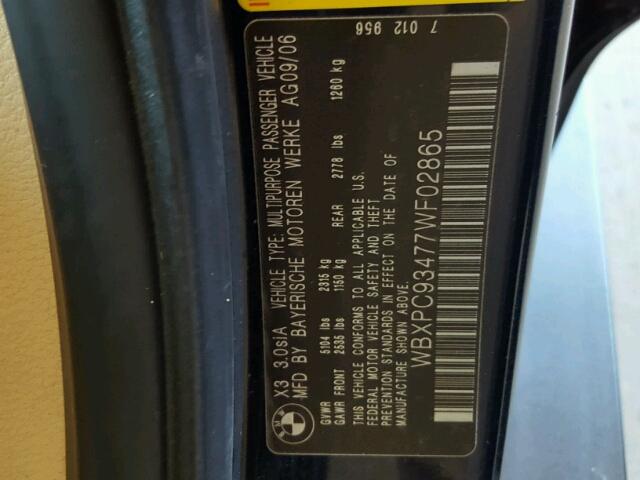 X3 3.0siA VEHICLE TYPE: MULTIPURPOSE PASSENGER VEHICLE
MFD BY BAYERISCHE MOTOREN WERKE AG 09/06
GVWR 5104 lbs 2315 kg
GAWR FRONT 2535 lbs 1150 kg REAR 2778 lbs 1260 kg
THIS VEHICLE CONFORMS TO ALL APPLICABLE U.S.
FEDERAL MOTOR VEHICLE SAFETY AND THEFT
PREVENTION STANDARDS IN EFFECT ON THE DATE OF
MANUFACTURE SHOWN ABOVE.
WBXPC93477WF02865
7 012 956
BMW